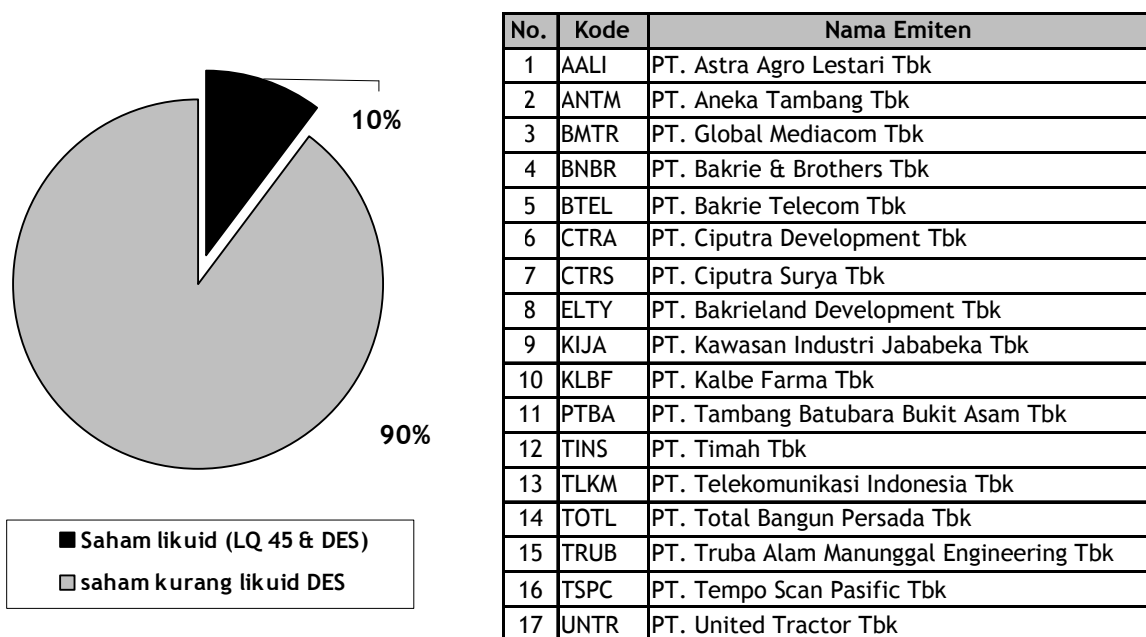 10%
90%
Saham likuid (LQ 45 & DES)
saham kurang likuid DES
No. Kode Nama Emiten
1 AALI PT. Astra Agro Lestari Tbk
2 ANTM PT. Aneka Tambang Tbk
3 BMTR PT. Global Mediacom Tbk
4 BNBR PT. Bakrie & Brothers Tbk
5 BTEL PT. Bakrie Telecom Tbk
6 CTRA PT. Ciputra Development Tbk
7 CTRS PT. Ciputra Surya Tbk
8 ELTY PT. Bakrieland Development Tbk
9 KIJA PT. Kawasan Industri Jababeka Tbk
10 KLBF PT. Kalbe Farma Tbk
11 PTBA PT. Tambang Batubara Bukit Asam Tbk
12 TINS PT. Timah Tbk
13 TLKM PT. Telekomunikasi Indonesia Tbk
14 TOTL PT. Total Bangun Persada Tbk
15 TRUB PT. Truba Alam Manunggal Engineering Tbk
16 TSPC PT. Tempo Scan Pasific Tbk
17 UNTR PT. United Tractor Tbk